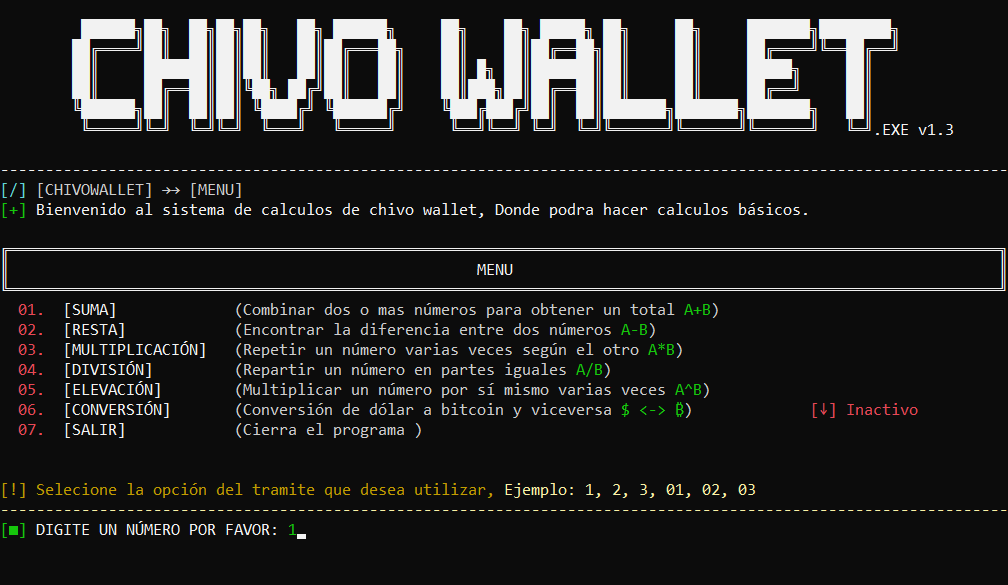 CHIVO WALLET
.EXE v1.3
[/] [CHIVOWALLET] →→ [MENU]
[+] Bienvenido al sistema de calculos de chivo wallet, Donde podra hacer calculos básicos.
MENU
01. [SUMA] (Combinar dos o mas números para obtener un total A+B)
02. [RESTA] (Encontrar la diferencia entre dos números A-B)
03. [MULTIPLICACIÓN] (Repetir un número varias veces según el otro A*B)
04. [DIVISIÓN] (Repartir un número en partes iguales A/B)
05. [ELEVACIÓN] (Multiplicar un número por sí mismo varias veces A^B)
06. [CONVERSIÓN] (Conversión de dólar a bitcoin y viceversa $ <-> ₿) [↓] Inactivo
07. [SALIR] (Cierra el programa )
[!] Selecione la opción del tramite que desea utilizar, Ejemplo: 1, 2, 3, 01, 02, 03
[■] DIGITE UN NÚMERO POR FAVOR: 1